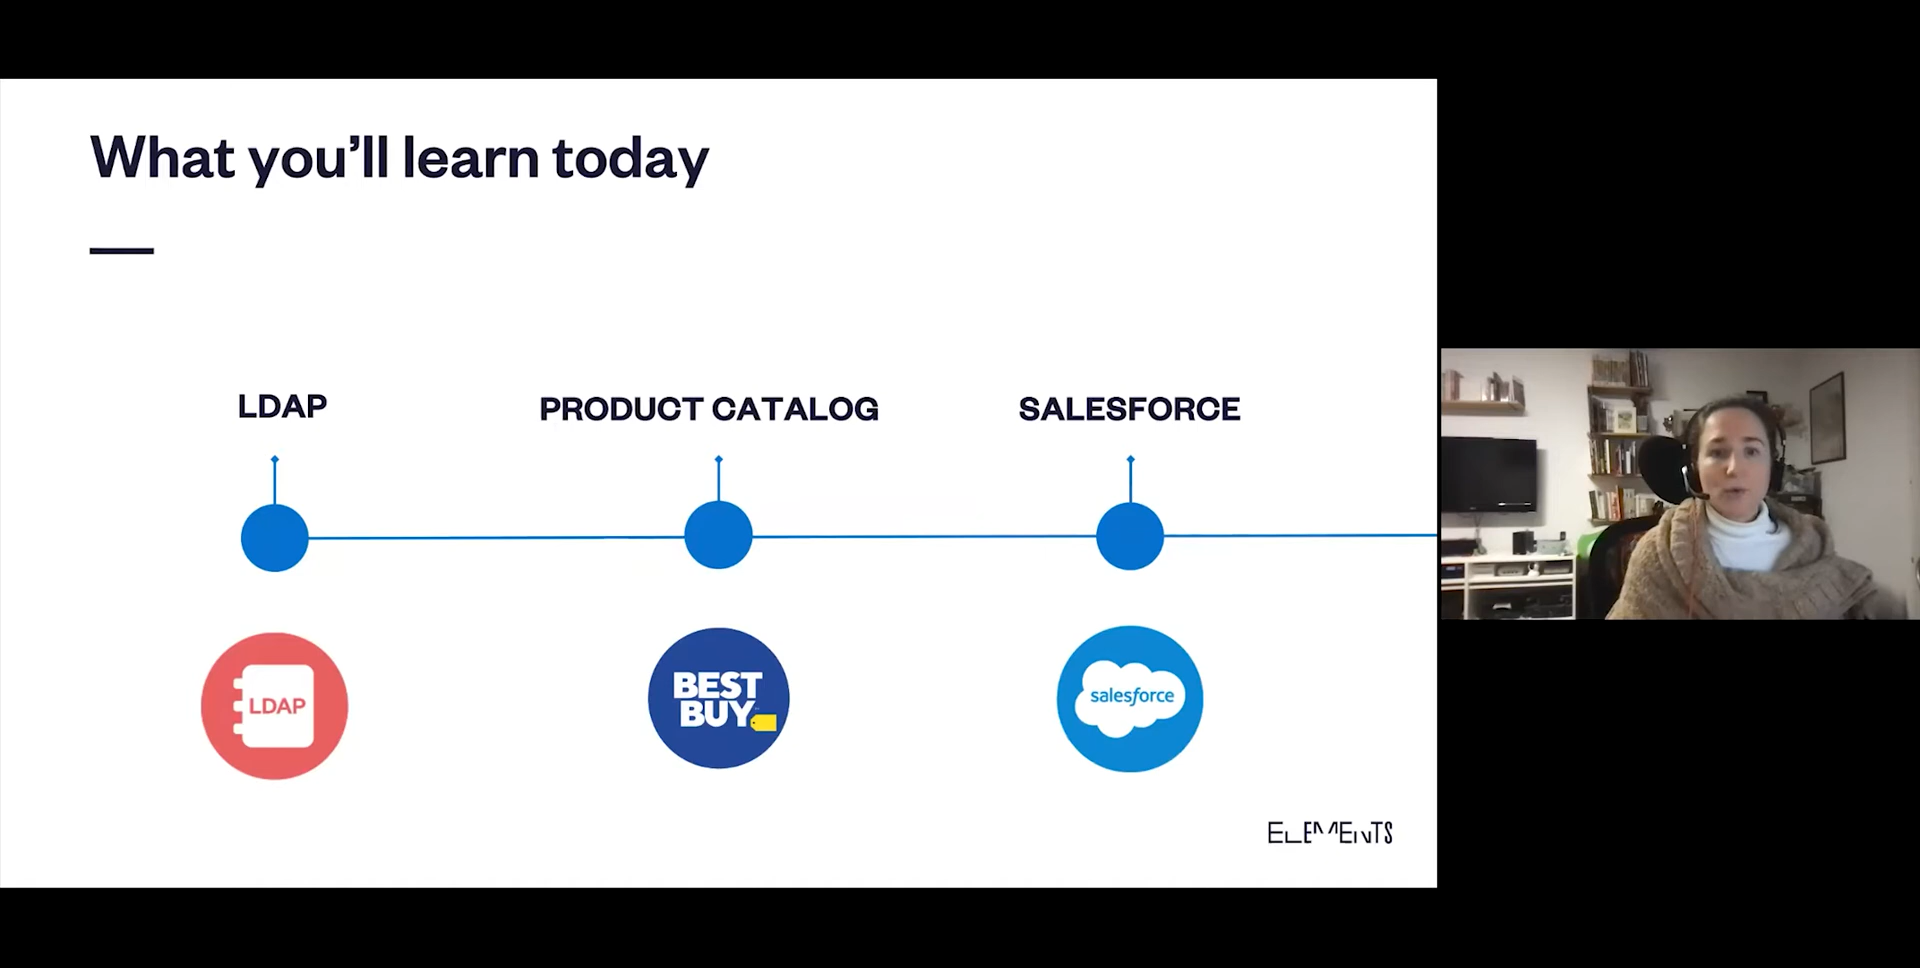 What you’ll learn today
LDAP
PRODUCT CATALOG
SALESFORCE
LDAP
BEST
BUY
salesforce
ELEMENTS